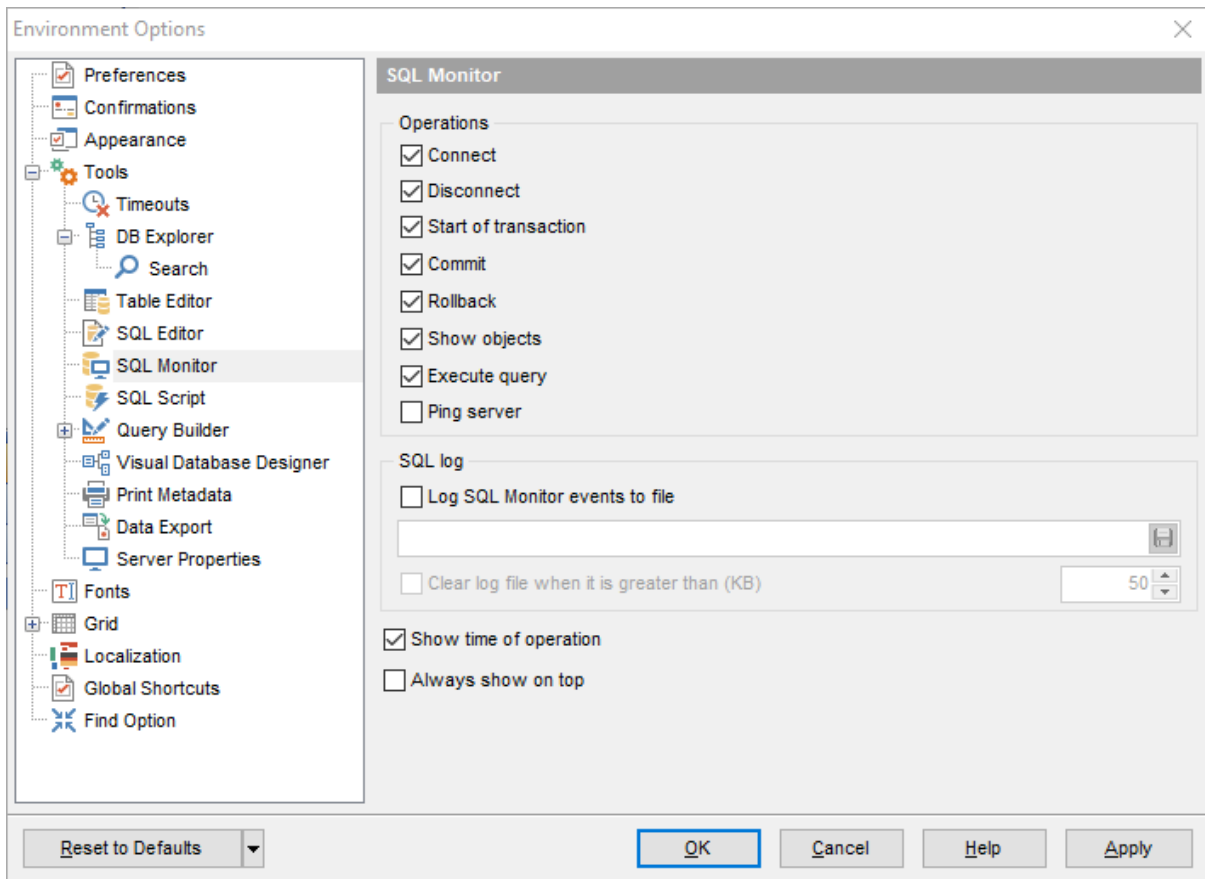 Environment Options
Preferences
Confirmations
Appearance
Tools
Timeouts
DB Explorer
Search
Table Editor
SQL Editor
SQL Monitor
SQL Script
Query Builder
Visual Database Designer
Print Metadata
Data Export
Server Properties
Fonts
Grid
Localization
Global Shortcuts
Find Option
SQL Monitor
Operations
Connect
Disconnect
Start of transaction
Commit
Rollback
Show objects
Execute query
Ping server
SQL log
Log SQL Monitor events to file
Clear log file when it is greater than (KB) 50
Show time of operation
Always show on top
Reset to Defaults OK Cancel Help Apply